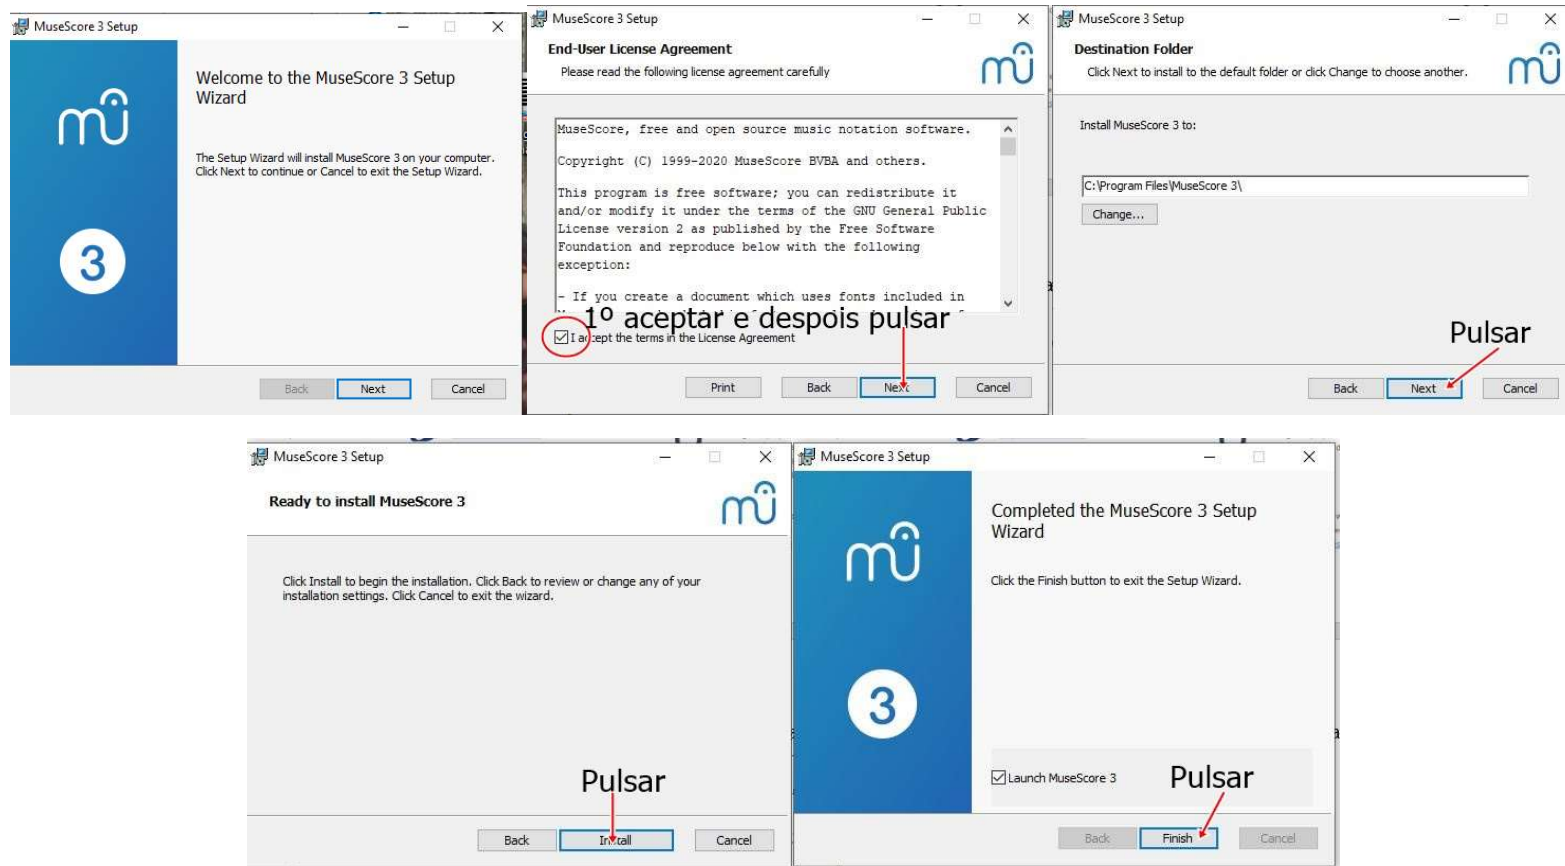 MuseScore 3 Setup
Welcome to the MuseScore 3 Setup
Wizard
The Setup Wizard will install MuseScore 3 on your computer.
Click Next to continue or Cancel to exit the Setup Wizard.
3
Back Next Cancel
MuseScore 3 Setup
End-User License Agreement
Please read the following license agreement carefully
MuseScore, free and open source music notation software.
Copyright (C) 1999-2020 MuseScore BVBA and others.
This program is free software; you can redistribute it
and/or modify it under the terms of the GNU General Public
License version 2 as published by the Free Software
Foundation and reproduce below with the following
exception:
- If you create a document which uses fonts included in
1º aceptar e despois pulsar
I accept the terms in the License Agreement
Print Back Next Cancel
MuseScore 3 Setup
Destination Folder
Click Next to install to the default folder or click Change to choose another.
Install MuseScore 3 to:
C:\Program Files\MuseScore 3\
Change...
Pulsar
Back Next Cancel
MuseScore 3 Setup
Ready to install MuseScore 3
Click Install to begin the installation. Click Back to review or change any of your
installation settings. Click Cancel to exit the wizard.
Pulsar
Back Install Cancel
MuseScore 3 Setup
Completed the MuseScore 3 Setup
Wizard
Click the Finish button to exit the Setup Wizard.
3
Launch MuseScore 3
Pulsar
Back Finish Cancel